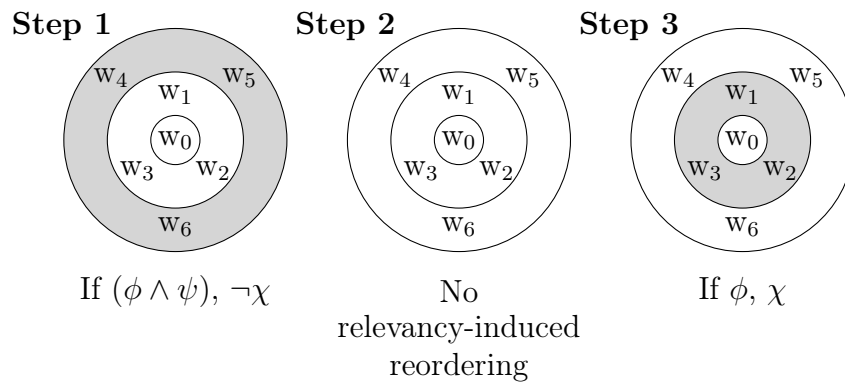 Step 1
Step 2
Step 3
w₄
w₅
w₁
w₀
w₃
w₂
w₆
w₄
w₅
w₁
w₀
w₃
w₂
w₆
w₄
w₅
w₁
w₀
w₃
w₂
w₆
If (ϕ ∧ ψ), ¬χ
No
relevancy-induced
reordering
If ϕ, χ